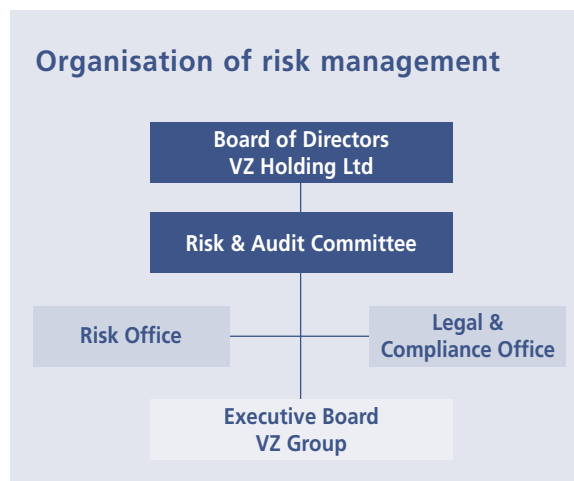 Organisation of risk management
Board of Directors
VZ Holding Ltd
Risk & Audit Committee
Risk Office
Legal &
Compliance Office
Executive Board
VZ Group